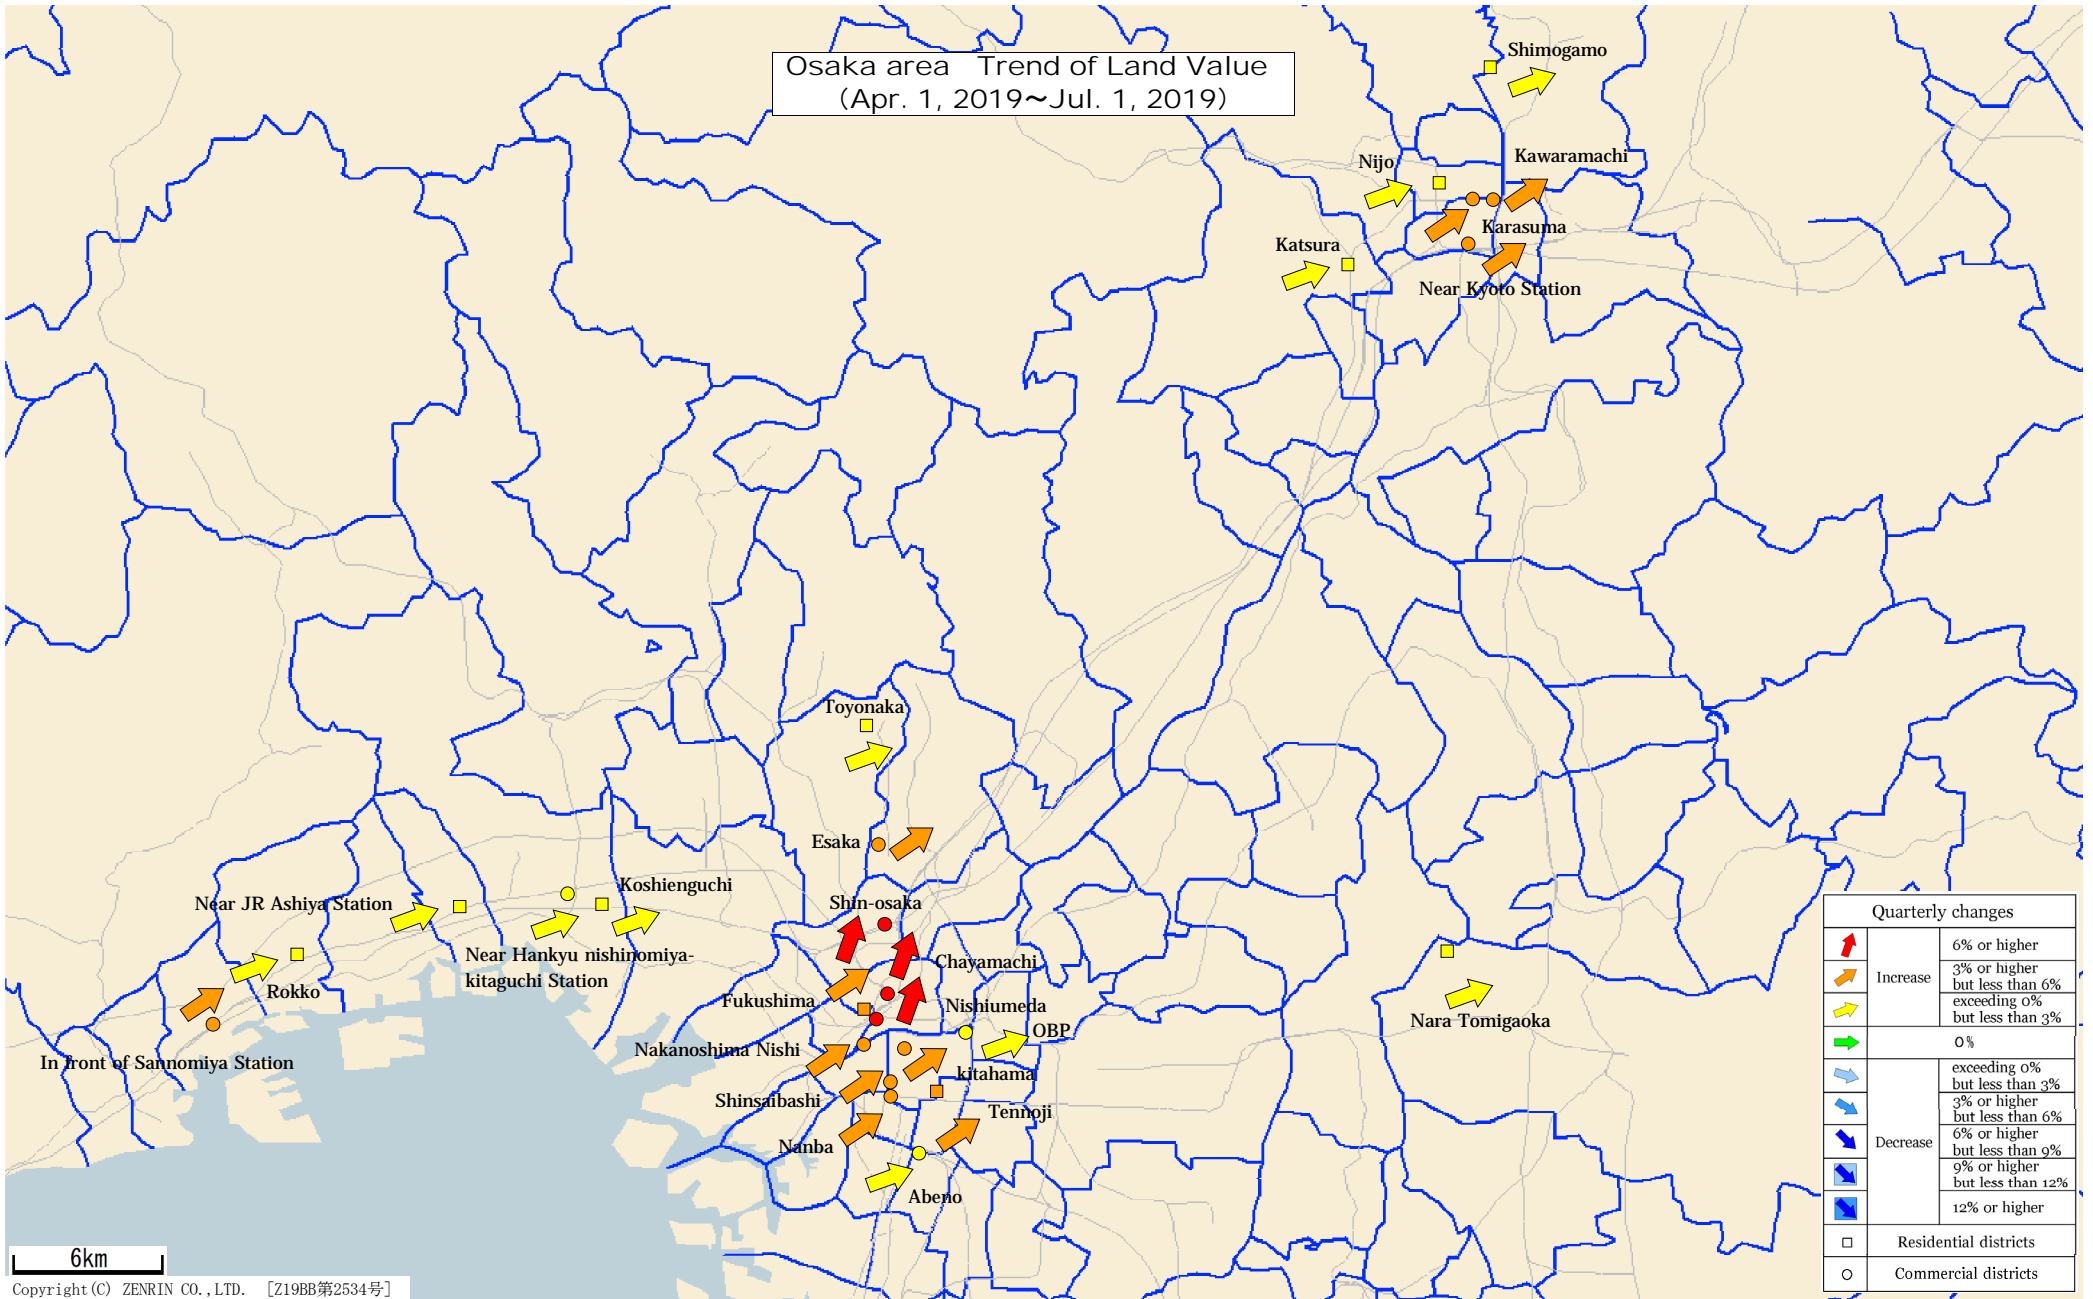 Osaka area Trend of Land Value
(Apr. 1, 2019～Jul. 1, 2019)
Shimogamo
Nijo
Kawaramachi
Karasuma
Katsura
Near Kyoto Station
Toyonaka
Esaka
Koshienguchi
Near JR Ashiya Station
Shin-osaka
Near Hankyu nishinomiya-
kitaguchi Station
Chayamachi
Rokko
Fukushima
Nishiumeda
Nara Tomigaoka
OBP
Nakanoshima Nishi
In front of Sannomiya Station
kitahama
Shinsaibashi
Tennoji
Nanba
Abeno
Quarterly changes
Increase
6% or higher
3% or higher
but less than 6%
exceeding 0%
but less than 3%
0%
Decrease
exceeding 0%
but less than 3%
3% or higher
but less than 6%
6% or higher
but less than 9%
9% or higher
but less than 12%
12% or higher
Residential districts
Commercial districts
6km
Copyright(C) ZENRIN CO.,LTD. [Z19BB第2534号]